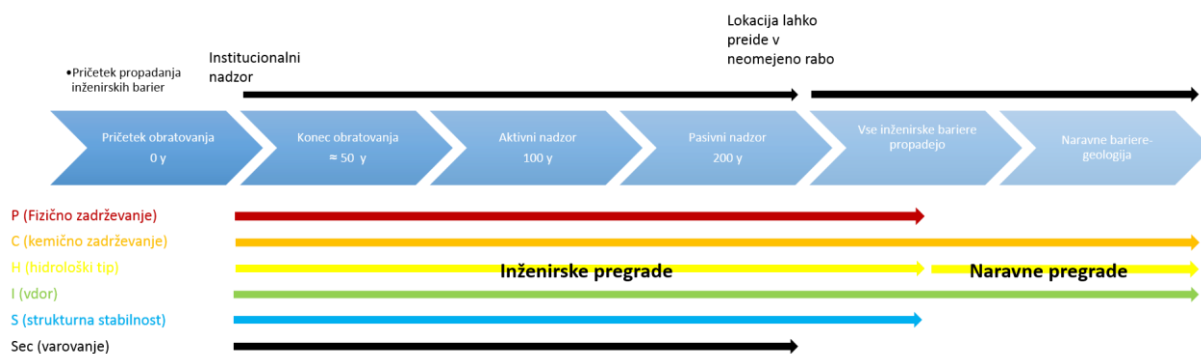 •Pričetek propadanja
inženirskih barier
Institucionalni
nadzor
Lokacija lahko
preide v
neomejeno rabo
Pričetek obratovanja
0 y
Konec obratovanja
≈ 50 y
Aktivni nadzor
100 y
Pasivni nadzor
200 y
Vse inženirske bariere
propadejo
Naravne bariere-
geologija
P (Fizično zadrževanje)
C (kemično zadrževanje)
H (hidrološki tip)
Inženirske pregrade
Naravne pregrade
I (vdor)
S (strukturna stabilnost)
Sec (varovanje)